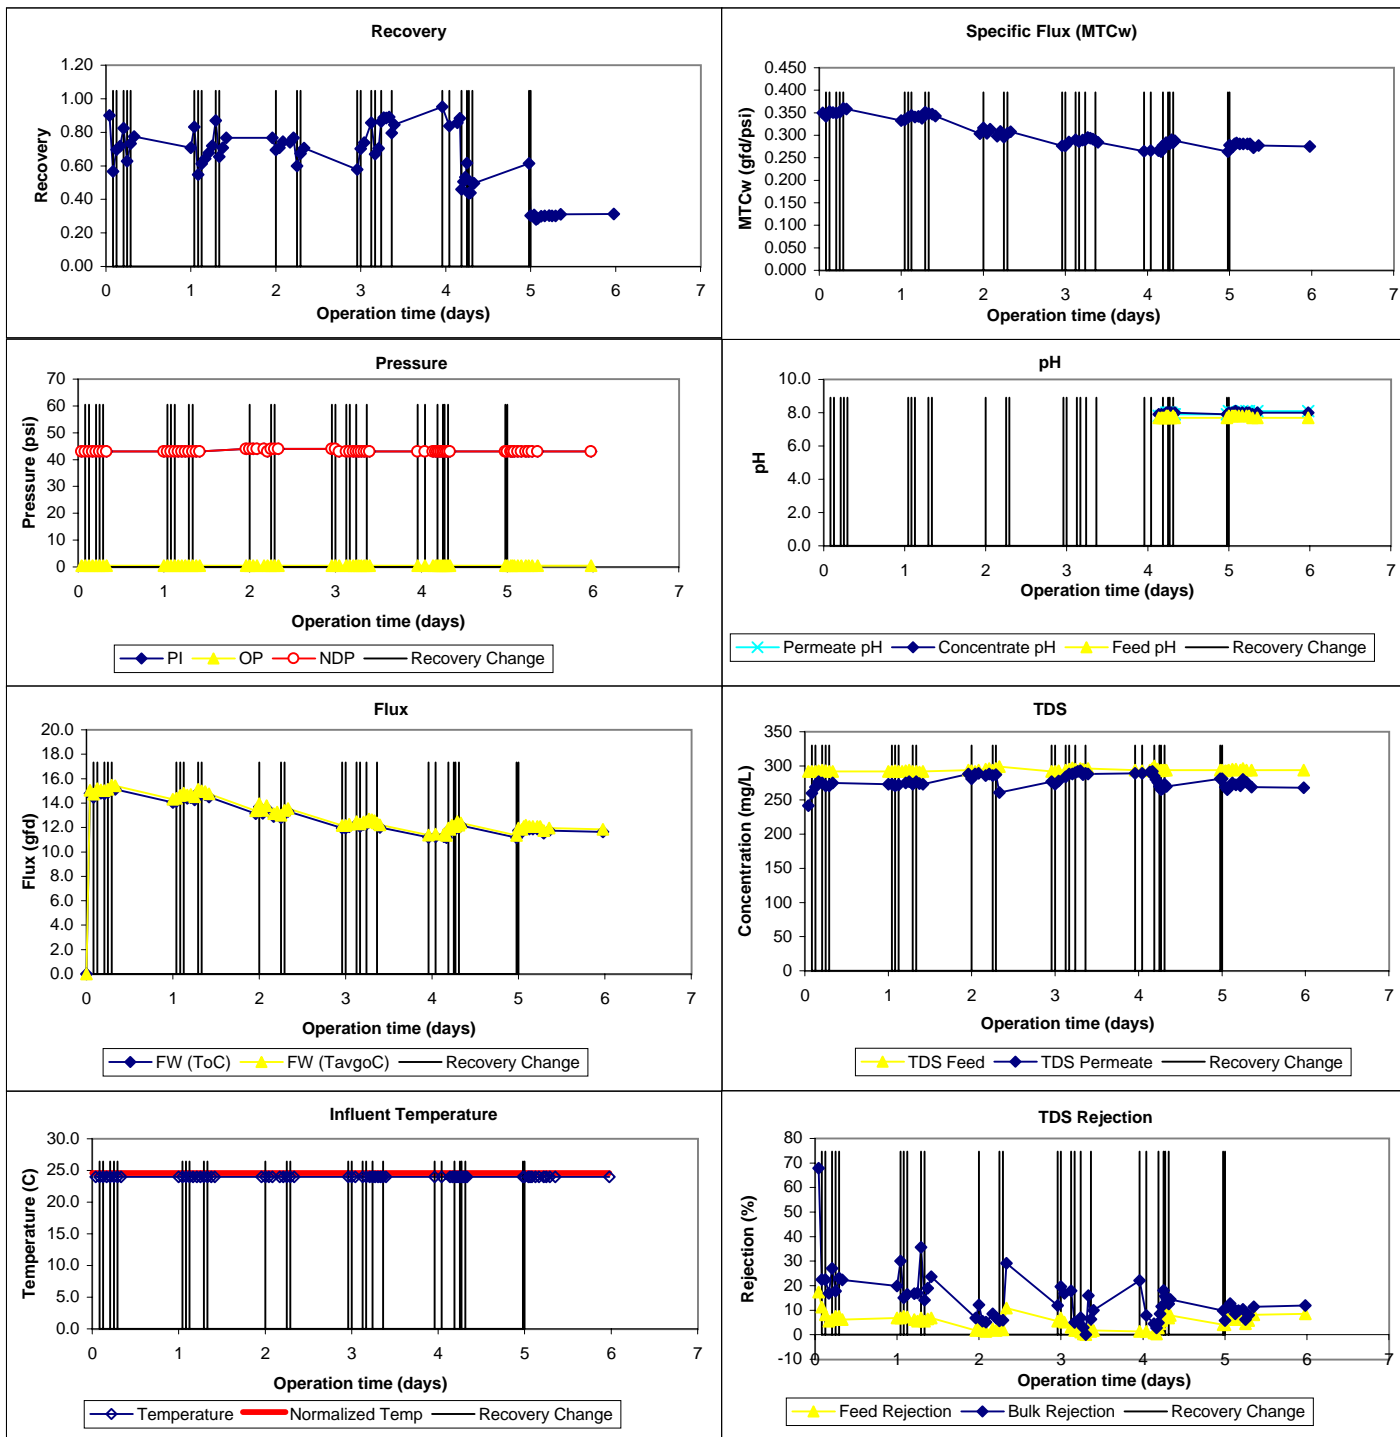 Recovery
1.20
1.00
0.80
0.60
0.40
0.20
0.00
Recovery
0 1 2 3 4 5 6 7
Operation time (days)
Specific Flux (MTCw)
0.450
0.400
0.350
0.300
0.250
0.200
0.150
0.100
0.050
0.000
MTCw (gfd/psi)
0 1 2 3 4 5 6 7
Operation time (days)
Pressure
70
60
50
40
30
20
10
0
Pressure (psi)
0 1 2 3 4 5 6 7
Operation time (days)
PI OP NDP Recovery Change
pH
10.0
8.0
6.0
4.0
2.0
0.0
pH
0 1 2 3 4 5 6 7
Operation time (days)
Permeate pH Concentrate pH Feed pH Recovery Change
Flux
20.0
18.0
16.0
14.0
12.0
10.0
8.0
6.0
4.0
2.0
0.0
Flux (gfd)
0 1 2 3 4 5 6 7
Operation time (days)
FW (ToC) FW (TavgoC) Recovery Change
TDS
350
300
250
200
150
100
50
0
Concentration (mg/L)
0 1 2 3 4 5 6 7
Operation time (days)
TDS Feed TDS Permeate Recovery Change
Influent Temperature
30.0
25.0
20.0
15.0
10.0
5.0
0.0
Temperature (C)
0 1 2 3 4 5 6 7
Operation time (days)
Temperature Normalized Temp Recovery Change
TDS Rejection
80
70
60
50
40
30
20
10
0
-10
Rejection (%)
0 1 2 3 4 5 6 7
Operation time (days)
Feed Rejection Bulk Rejection Recovery Change